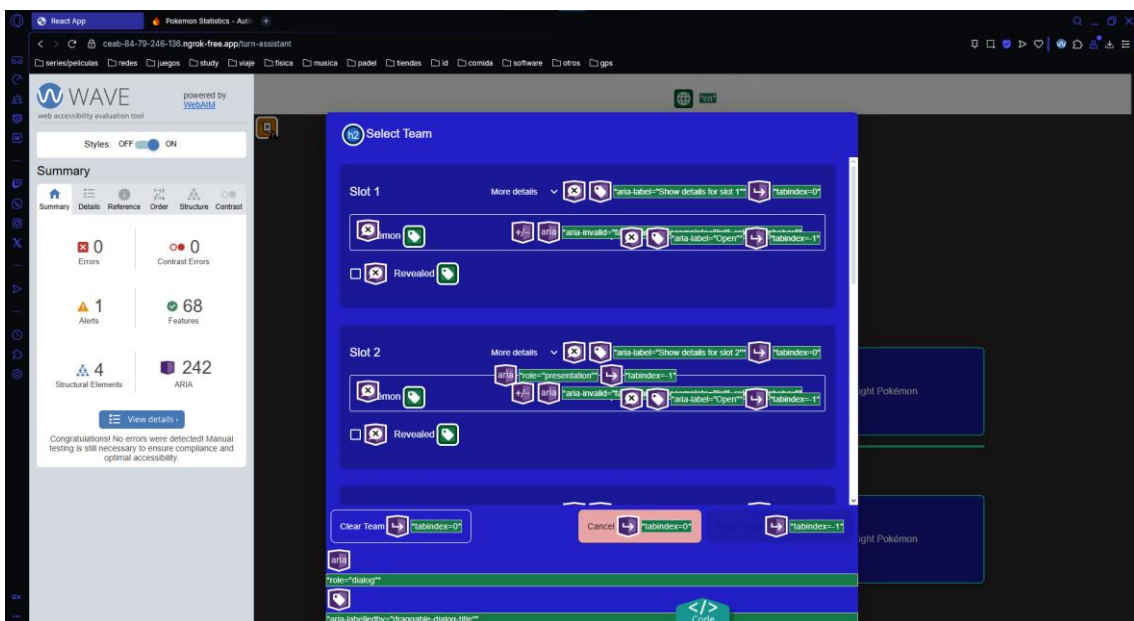 React App
Pokemon Statistics - Auth
ceab-84-79-246-136.ngrok-free.app/turn-assistant
series/peliculas redes juegos study viaje fisica musica padel tiendas id comida software otros gps
WAVE
powered by
WebAIM
web accessibility evaluation tool
Styles: OFF ON
Summary
Summary Details Reference Order Structure Contrast
0
Errors
0
Contrast Errors
1
Alerts
68
Features
4
Structural Elements
242
ARIA
View details ›
Congratulations! No errors were detected! Manual
testing is still necessary to ensure compliance and
optimal accessibility.
*en*
h2 Select Team
Slot 1
More details
*aria-label="Show details for slot 1"*
*tabindex=0*
émon
+/-
aria
*aria-label="Open"*
*tabindex=-1*
Revealed
Slot 2
More details
*aria-label="Show details for slot 2"*
*tabindex=0*
aria
*role="presentation"*
*tabindex=-1*
émon
+/-
aria
*aria-label="Open"*
*tabindex=-1*
Revealed
ght Pokémon
Clear Team
*tabindex=0*
Cancel
*tabindex=0*
*tabindex=-1*
ght Pokémon
aria
*role="dialog"*
*aria-labelledby="draggable-dialog-title"*
</>
Code